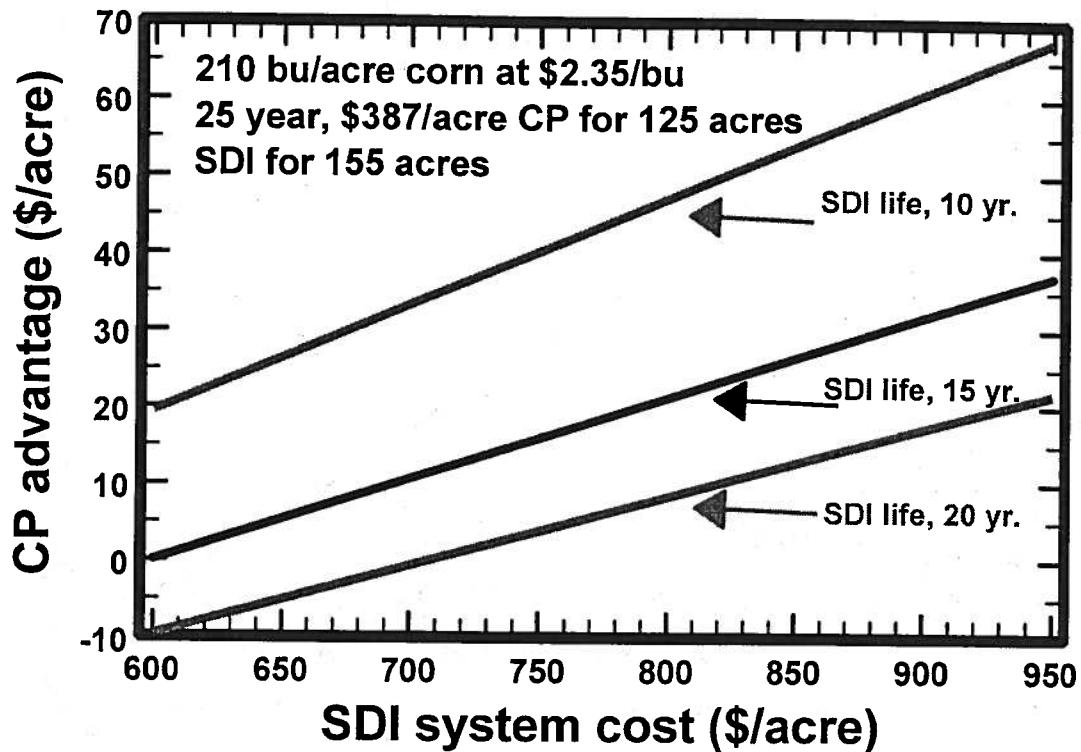 70
60
50
40
30
20
10
0
-10
CP advantage ($/acre)
210 bu/acre corn at $2.35/bu
25 year, $387/acre CP for 125 acres
SDI for 155 acres
SDI life, 10 yr.
SDI life, 15 yr.
SDI life, 20 yr.
600 650 700 750 800 850 900 950
SDI system cost ($/acre)